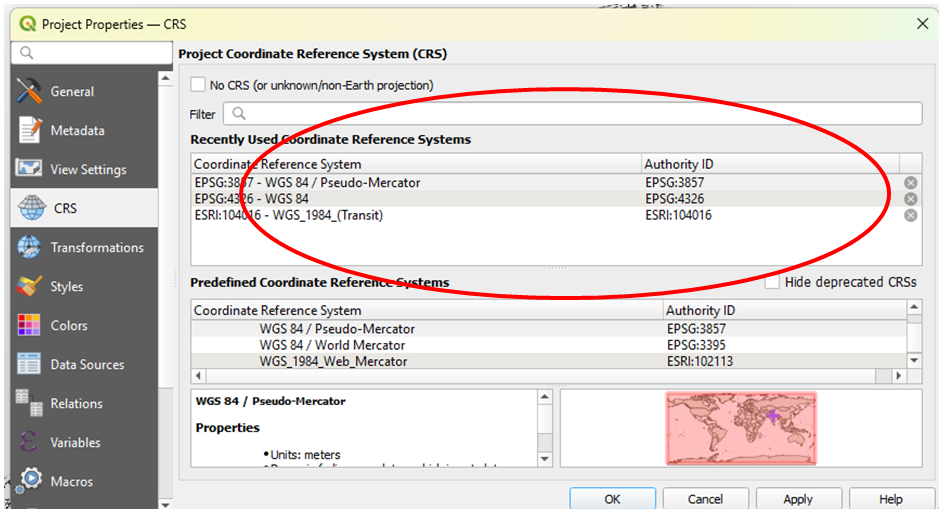 Project Properties — CRS
General
Metadata
View Settings
CRS
Transformations
Styles
Colors
Data Sources
Relations
Variables
Macros
Project Coordinate Reference System (CRS)
No CRS (or unknown/non-Earth projection)
Filter
Recently Used Coordinate Reference Systems
Coordinate Reference System Authority ID
EPSG:3857 - WGS 84 / Pseudo-Mercator EPSG:3857
EPSG:4326 - WGS 84 EPSG:4326
ESRI:104016 - WGS_1984_(Transit) ESRI:104016
Predefined Coordinate Reference Systems Hide deprecated CRSs
Coordinate Reference System Authority ID
WGS 84 / Pseudo-Mercator EPSG:3857
WGS 84 / World Mercator EPSG:3395
WGS_1984_Web_Mercator ESRI:102113
WGS 84 / Pseudo-Mercator
Properties
•Units: meters
OK Cancel Apply Help